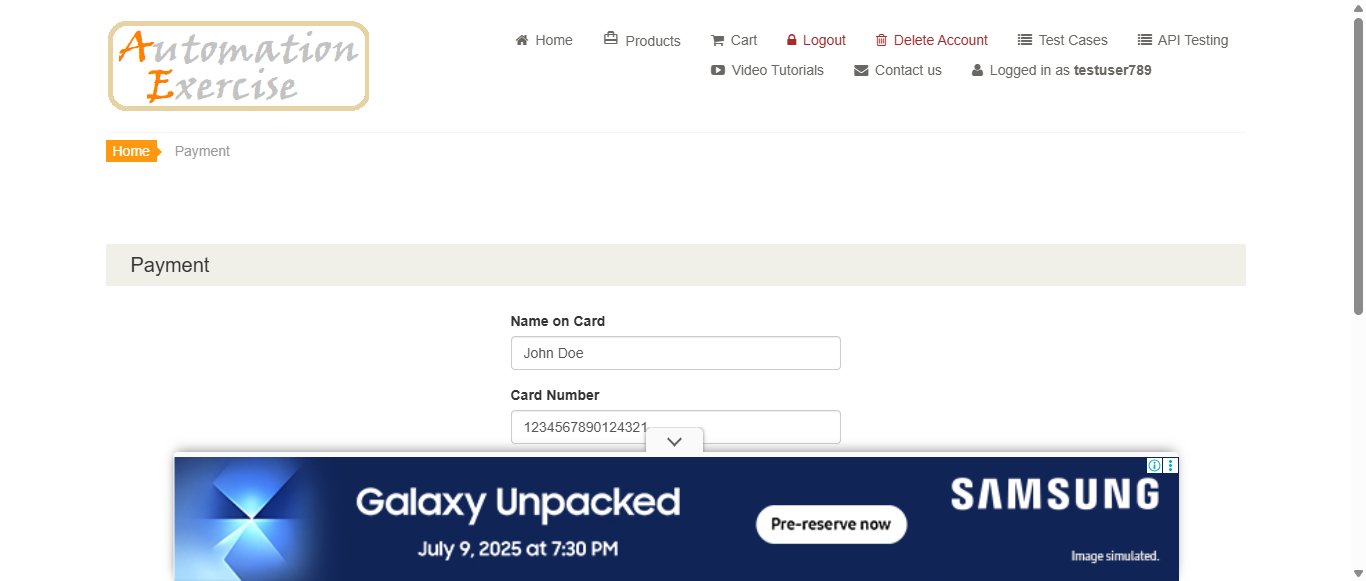 Automation
Exercise
Home Products Cart Logout Delete Account Test Cases API Testing
Video Tutorials Contact us Logged in as testuser789
Home Payment
Payment
Name on Card
John Doe
Card Number
1234567890124321
Galaxy Unpacked
July 9, 2025 at 7:30 PM
Pre-reserve now
SAMSUNG
Image simulated.